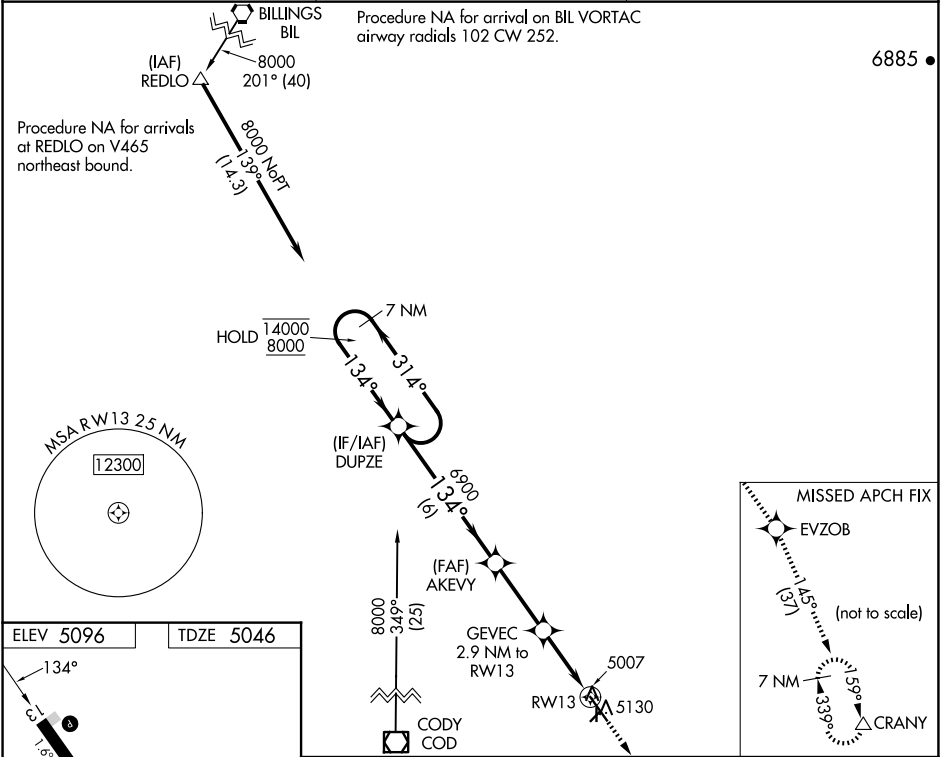 BILLINGS
BIL
Procedure NA for arrival on BIL VORTAC
airway radials 102 CW 252.
6885
(IAF)
REDLO
8000
201° (40)
Procedure NA for arrivals
at REDLO on V465
northeast bound.
8000 NoPT
139°
(14.3)
HOLD
14000
8000
7 NM
134°
314°
(IF/IAF)
DUPZE
MSA RW13 25 NM
12300
6900
134°
(6)
(FAF)
AKEVY
8000
349°
(25)
GEVEC
2.9 NM to
RW13
5007
RW13
5130
CODY
COD
MISSED APCH FIX
EVZOB
145°
(37)
(not to scale)
7 NM
159°
339°
CRANY
ELEV 5096
TDZE 5046
134°
13
P
1.6°